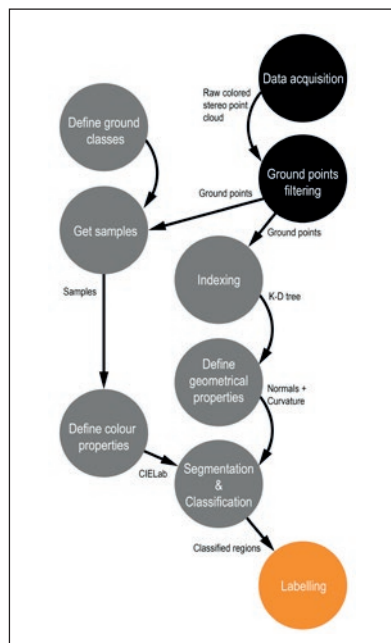 Data acquisition
Raw colored
stereo point
cloud
Define ground
classes
Ground points
filtering
Ground points
Ground points
Get samples
Indexing
Samples
K-D tree
Define
geometrical
properties
Normals +
Curvature
Define colour
properties
CIELab
Segmentation
&
Classification
Classified regions
Labelling